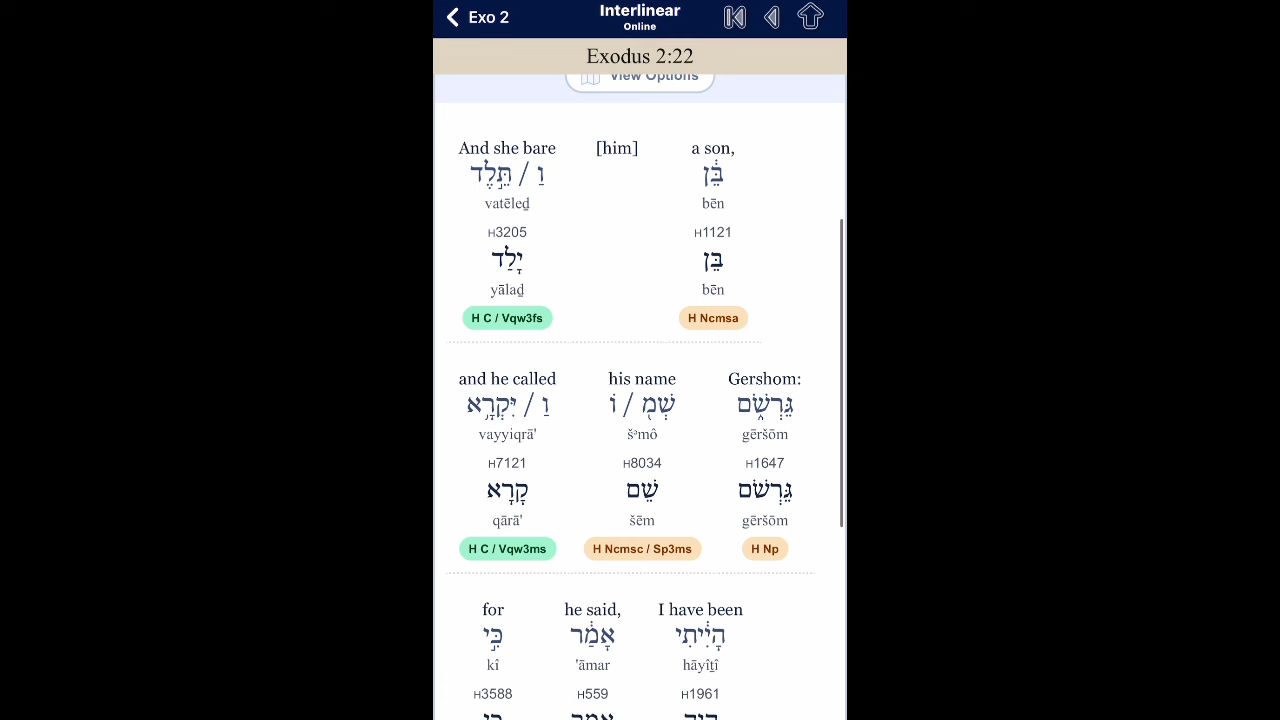 Exo 2
Interlinear
Online
Exodus 2:22
View Options
And she bare [him] a son,
וַ / תֵּ֣לֶד בֵּ֔ן
vatēleḏ bēn
H3205 H1121
יָלַד בֵּן
yālaḏ bēn
H C / Vqw3fs H Ncmsa
and he called his name Gershom:
וַ / יִּקְרָ֥א שְׁמ֖ / וֹ גֵּרְשֹׁ֑ם
vayyiqrā' šᵊmô gēršōm
H7121 H8034 H1647
קָרָא שֵׁם גֵּרְשֹׁם
qārā' šēm gēršōm
H C / Vqw3ms H Ncmsc / Sp3ms H Np
for he said, I have been
כִּ֣י אָמַ֔ר הָיִ֔יתִי
kî 'āmar hāyîṯî
H3588 H559 H1961